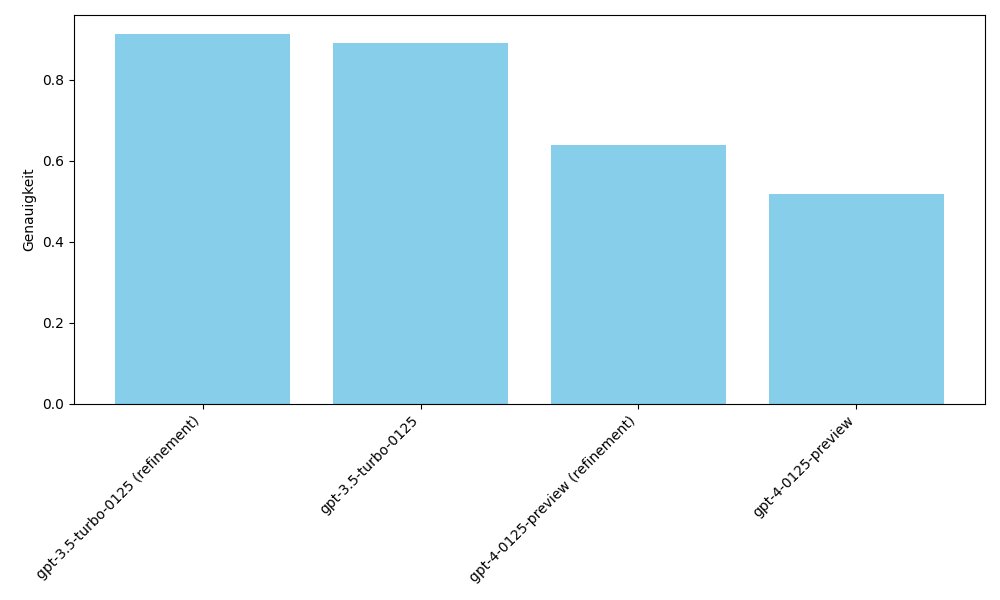 Genauigkeit
0.8
0.6
0.4
0.2
0.0
gpt-3.5-turbo-0125 (refinement)
gpt-3.5-turbo-0125
gpt-4-0125-preview (refinement)
gpt-4-0125-preview